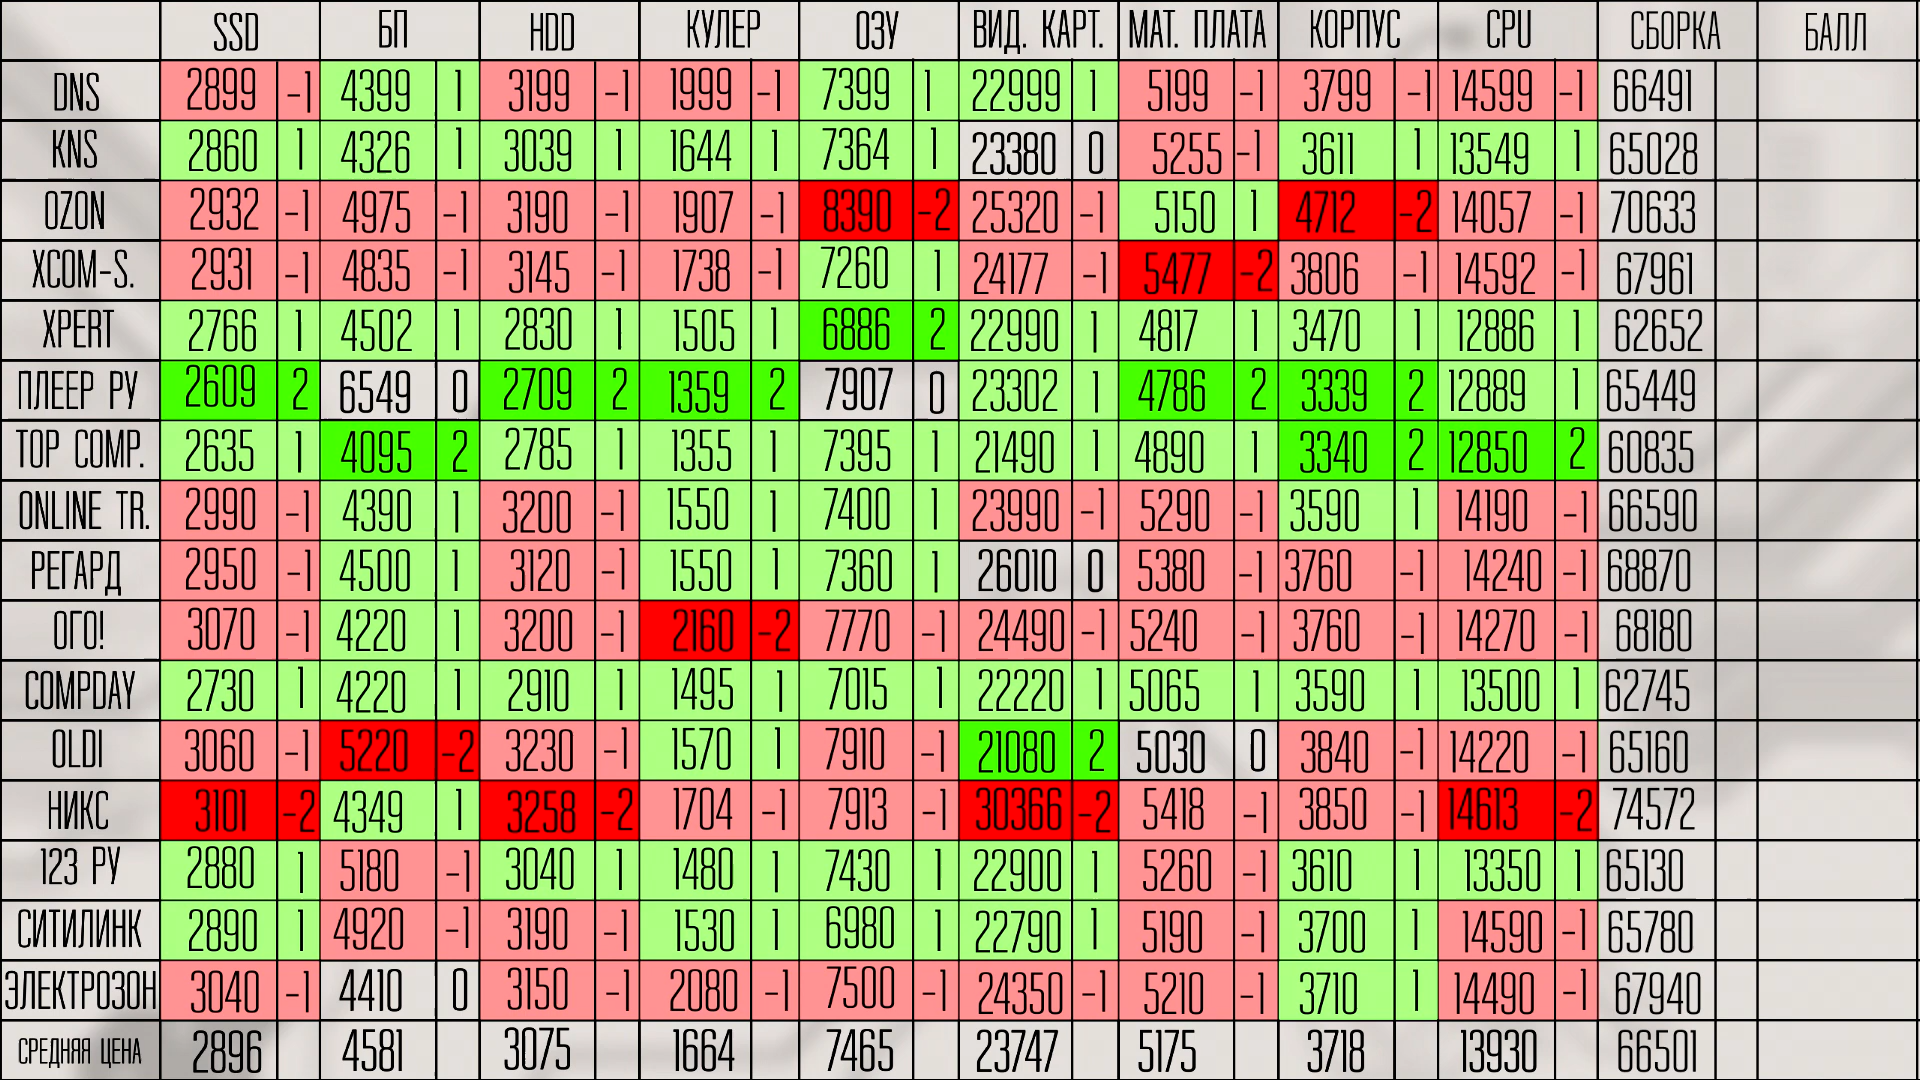 SSD БП HDD КУЛЕР ОЗУ ВИД. КАРТ. МАТ. ПЛАТА КОРПУС CPU СБОРКА БАЛЛ
DNS 2899 -1 4399 1 3199 -1 1999 -1 7399 1 22999 1 5199 -1 3799 -1 14599 -1 66491
KNS 2860 1 4326 1 3039 1 1644 1 7364 1 23380 0 5255 -1 3611 1 13549 1 65028
OZON 2932 -1 4975 -1 3190 -1 1907 -1 8390 -2 25320 -1 5150 1 4712 -2 14057 -1 70633
XCOM-S. 2931 -1 4835 -1 3145 -1 1738 -1 7260 1 24177 -1 5477 -2 3806 -1 14592 -1 67961
XPERT 2766 1 4502 1 2830 1 1505 1 6886 2 22990 1 4817 1 3470 1 12886 1 62652
ПЛЕЕР РУ 2609 2 6549 0 2709 2 1359 2 7907 0 23302 1 4786 2 3339 2 12889 1 65449
TOP COMP. 2635 1 4095 2 2785 1 1355 1 7395 1 21490 1 4890 1 3340 2 12850 2 60835
ONLINE TR. 2990 -1 4390 1 3200 -1 1550 1 7400 1 23990 -1 5290 -1 3590 1 14190 -1 66590
РЕГАРД 2950 -1 4500 1 3120 -1 1550 1 7360 1 26010 0 5380 -1 3760 -1 14240 -1 68870
ОГО! 3070 -1 4220 1 3200 -1 2160 -2 7770 -1 24490 -1 5240 -1 3760 -1 14270 -1 68180
COMPDAY 2730 1 4220 1 2910 1 1495 1 7015 1 22220 1 5065 1 3590 1 13500 1 62745
OLDI 3060 -1 5220 -2 3230 -1 1570 1 7910 -1 21080 2 5030 0 3840 -1 14220 -1 65160
НИКС 3101 -2 4349 1 3258 -2 1704 -1 7913 -1 30366 -2 5418 -1 3850 -1 14613 -2 74572
123 РУ 2880 1 5180 -1 3040 1 1480 1 7430 1 22900 1 5260 -1 3610 1 13350 1 65130
СИТИЛИНК 2890 1 4920 -1 3190 -1 1530 1 6980 1 22790 1 5190 -1 3700 1 14590 -1 65780
ЭЛЕКТРОЗОН 3040 -1 4410 0 3150 -1 2080 -1 7500 -1 24350 -1 5210 -1 3710 1 14490 -1 67940
СРЕДНЯЯ ЦЕНА 2896 4581 3075 1664 7465 23747 5175 3718 13930 66501